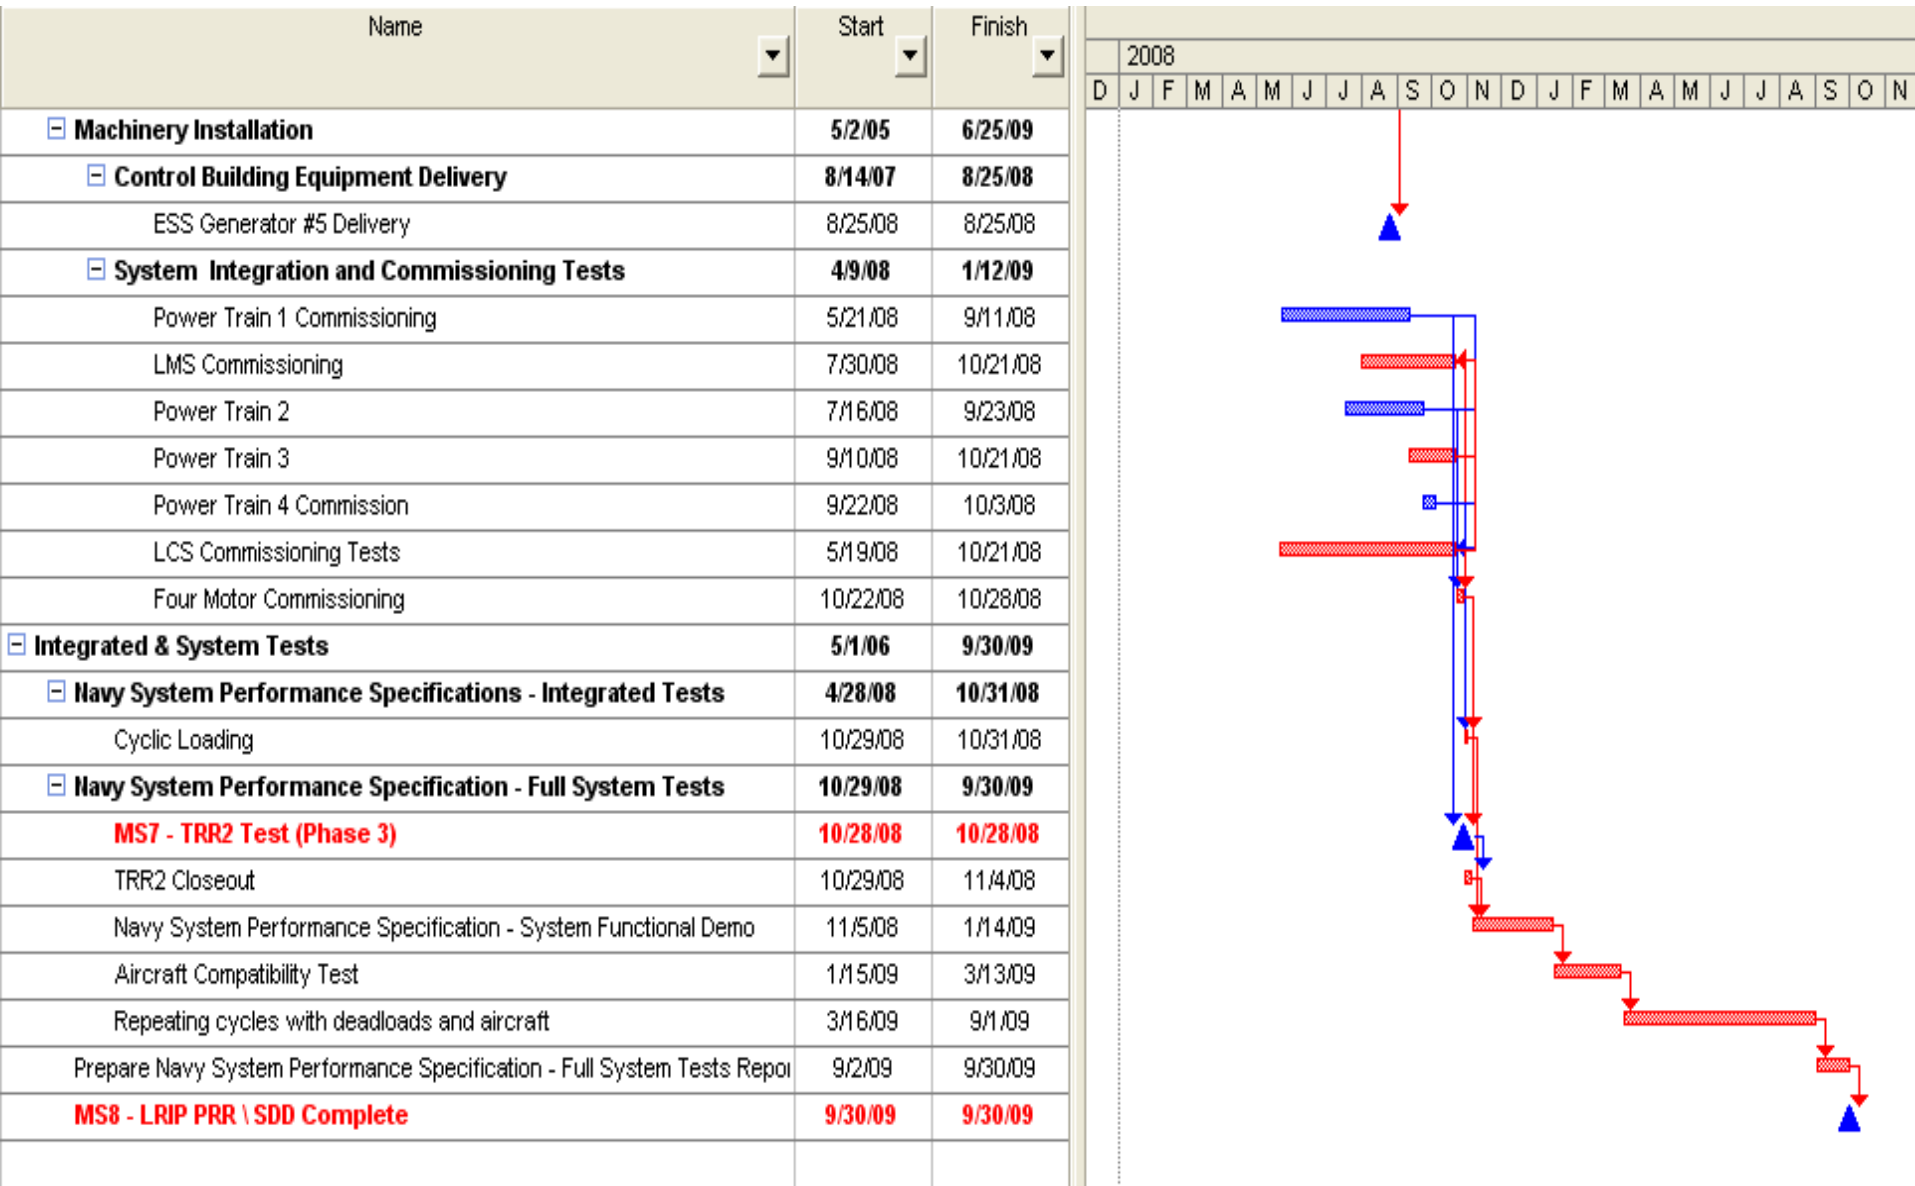 Name Start Finish
2008
D J F M A M J J A S O N D J F M A M J J A S O N
Machinery Installation 5/2/05 6/25/09
Control Building Equipment Delivery 8/14/07 8/25/08
ESS Generator #5 Delivery 8/25/08 8/25/08
System Integration and Commissioning Tests 4/9/08 1/12/09
Power Train 1 Commissioning 5/21/08 9/11/08
LMS Commissioning 7/30/08 10/21/08
Power Train 2 7/16/08 9/23/08
Power Train 3 9/10/08 10/21/08
Power Train 4 Commission 9/22/08 10/3/08
LCS Commissioning Tests 5/19/08 10/21/08
Four Motor Commissioning 10/22/08 10/28/08
Integrated & System Tests 5/1/06 9/30/09
Navy System Performance Specifications - Integrated Tests 4/28/08 10/31/08
Cyclic Loading 10/29/08 10/31/08
Navy System Performance Specification - Full System Tests 10/29/08 9/30/09
MS7 - TRR2 Test (Phase 3) 10/28/08 10/28/08
TRR2 Closeout 10/29/08 11/4/08
Navy System Performance Specification - System Functional Demo 11/5/08 1/14/09
Aircraft Compatibility Test 1/15/09 3/13/09
Repeating cycles with deadloads and aircraft 3/16/09 9/1/09
Prepare Navy System Performance Specification - Full System Tests Repor 9/2/09 9/30/09
MS8 - LRIP PRR \ SDD Complete 9/30/09 9/30/09